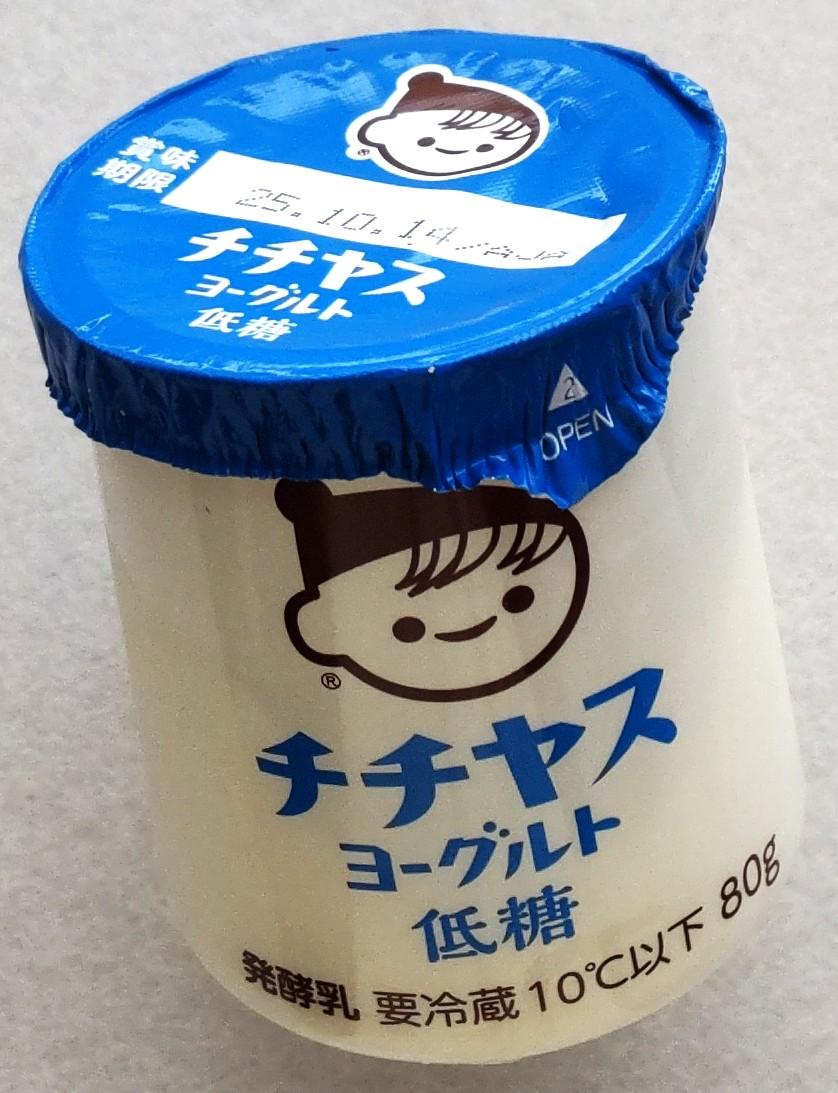 賞味
期限
25.10.14/AJP
チチヤス
ヨーグルト
低糖
2
OPEN
®
チチヤス
ヨーグルト
低糖
発酵乳 要冷蔵10℃以下 80g